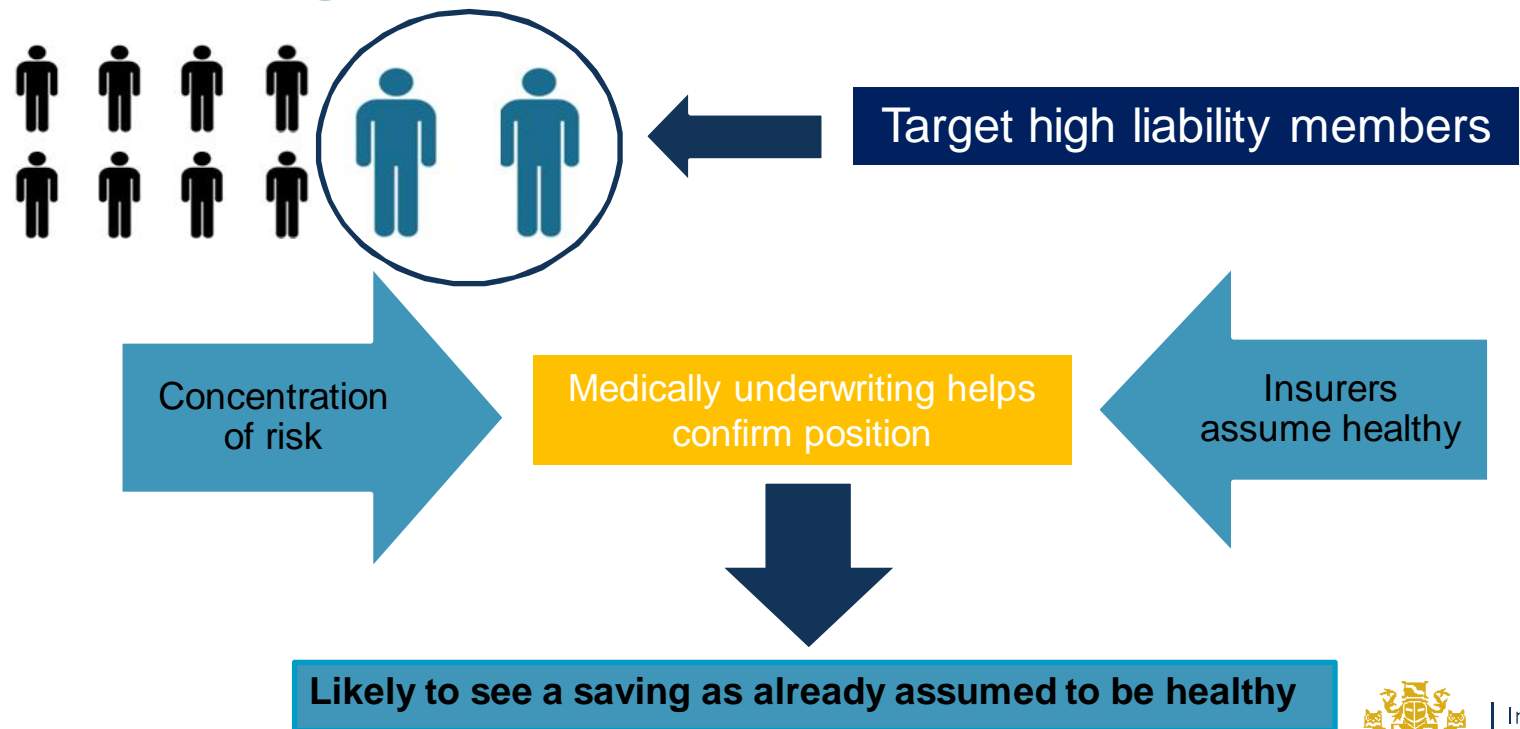 Target high liability members
Concentration
of risk
Medically underwriting helps
confirm position
Insurers
assume healthy
Likely to see a saving as already assumed to be healthy